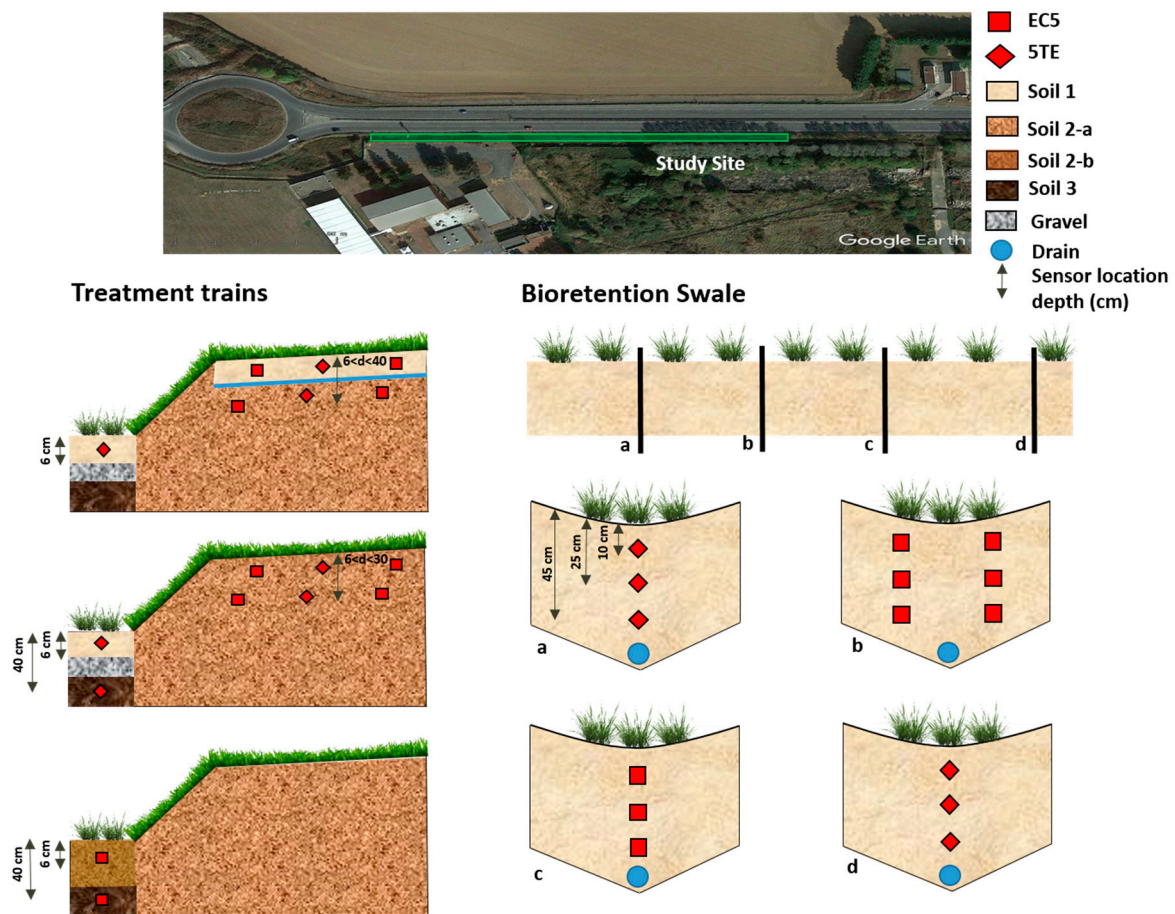 EC5
5TE
Soil 1
Soil 2-a
Soil 2-b
Soil 3
Gravel
Drain
Sensor location
depth (cm)
Study Site
Google Earth
Treatment trains
Bioretention Swale
6<d<40
6 cm
6<d<30
40 cm
6 cm
40 cm
6 cm
a
b
c
d
45 cm
25 cm
10 cm
a
b
c
d